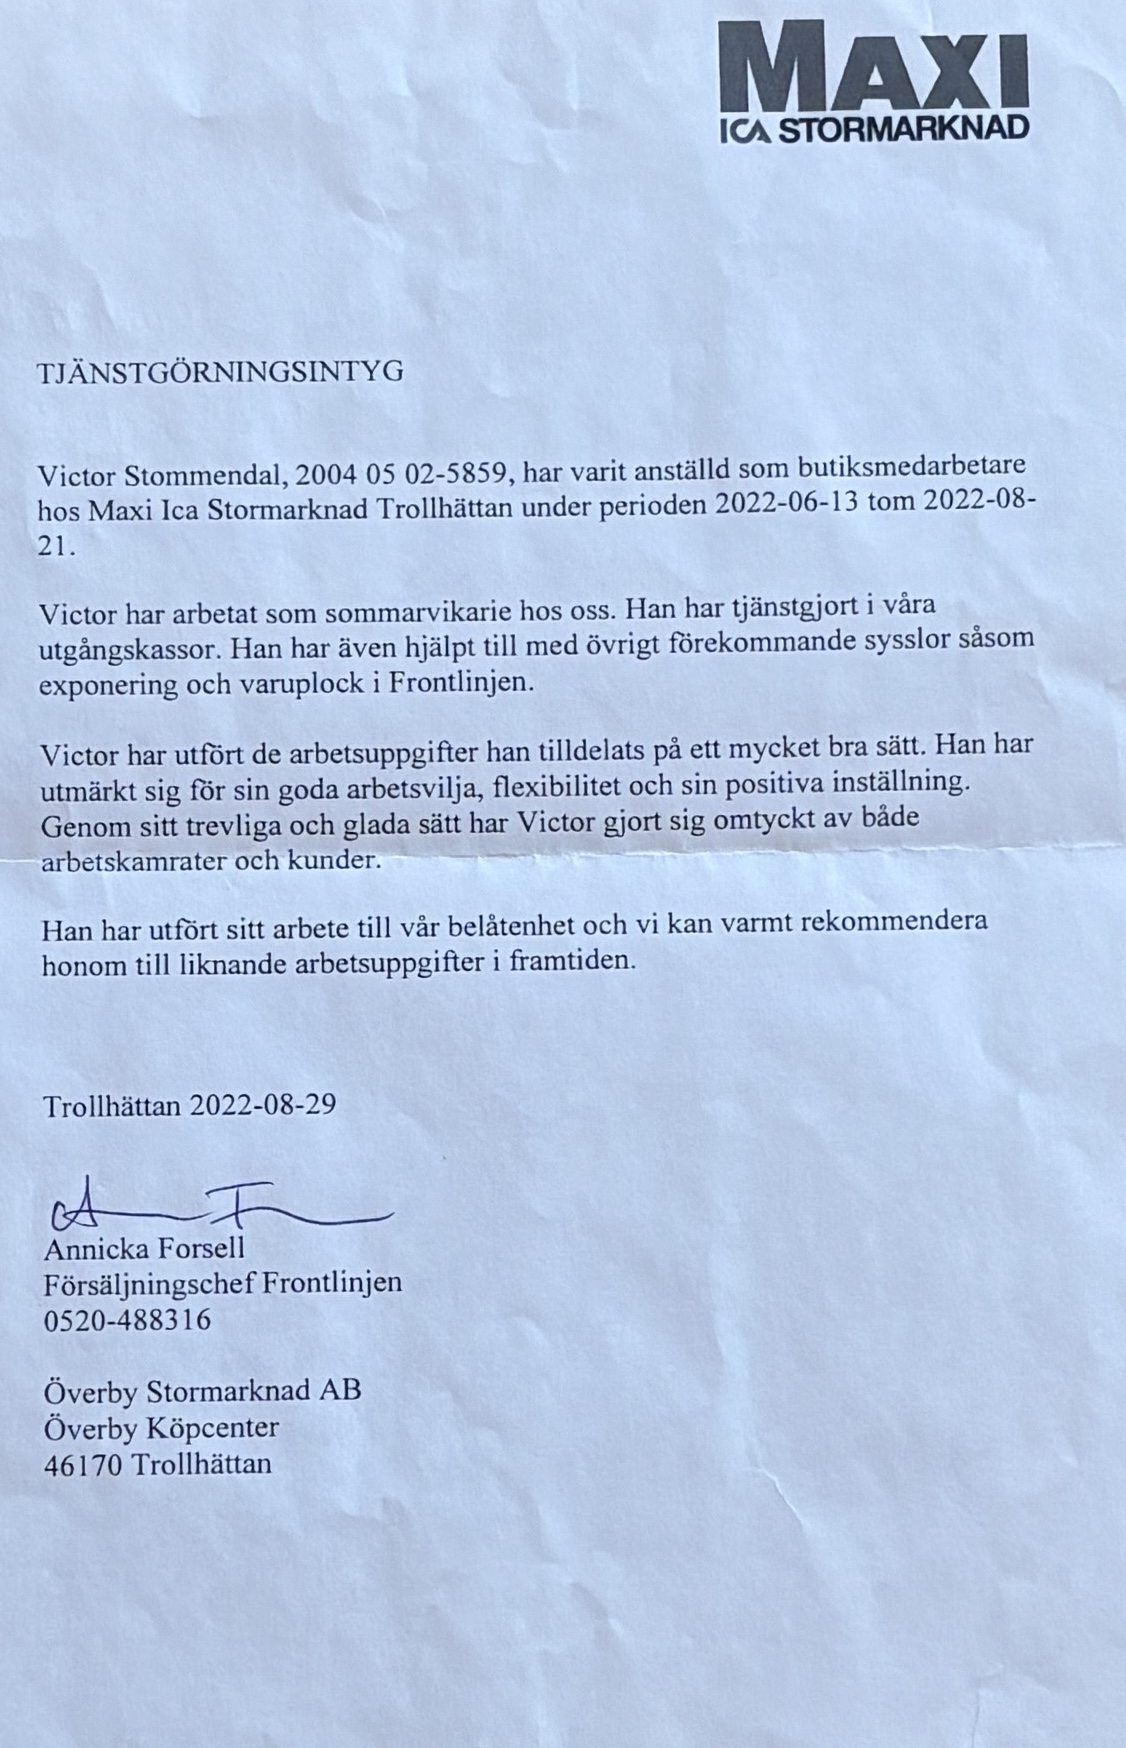 MAXI
ICA STORMARKNAD
TJÄNSTGÖRNINGSINTYG
Victor Stommendal, 2004 05 02-5859, har varit anställd som butiksmedarbetare
hos Maxi Ica Stormarknad Trollhättan under perioden 2022-06-13 tom 2022-08-
21.
Victor har arbetat som sommarvikarie hos oss. Han har tjänstgjort i våra
utgångskassor. Han har även hjälpt till med övrigt förekommande sysslor såsom
exponering och varuplock i Frontlinjen.
Victor har utfört de arbetsuppgifter han tilldelats på ett mycket bra sätt. Han har
utmärkt sig för sin goda arbetsvilja, flexibilitet och sin positiva inställning.
Genom sitt trevliga och glada sätt har Victor gjort sig omtyckt av både
arbetskamrater och kunder.
Han har utfört sitt arbete till vår belåtenhet och vi kan varmt rekommendera
honom till liknande arbetsuppgifter i framtiden.
Trollhättan 2022-08-29
Annicka Forsell
Försäljningschef Frontlinjen
0520-488316
Överby Stormarknad AB
Överby Köpcenter
46170 Trollhättan